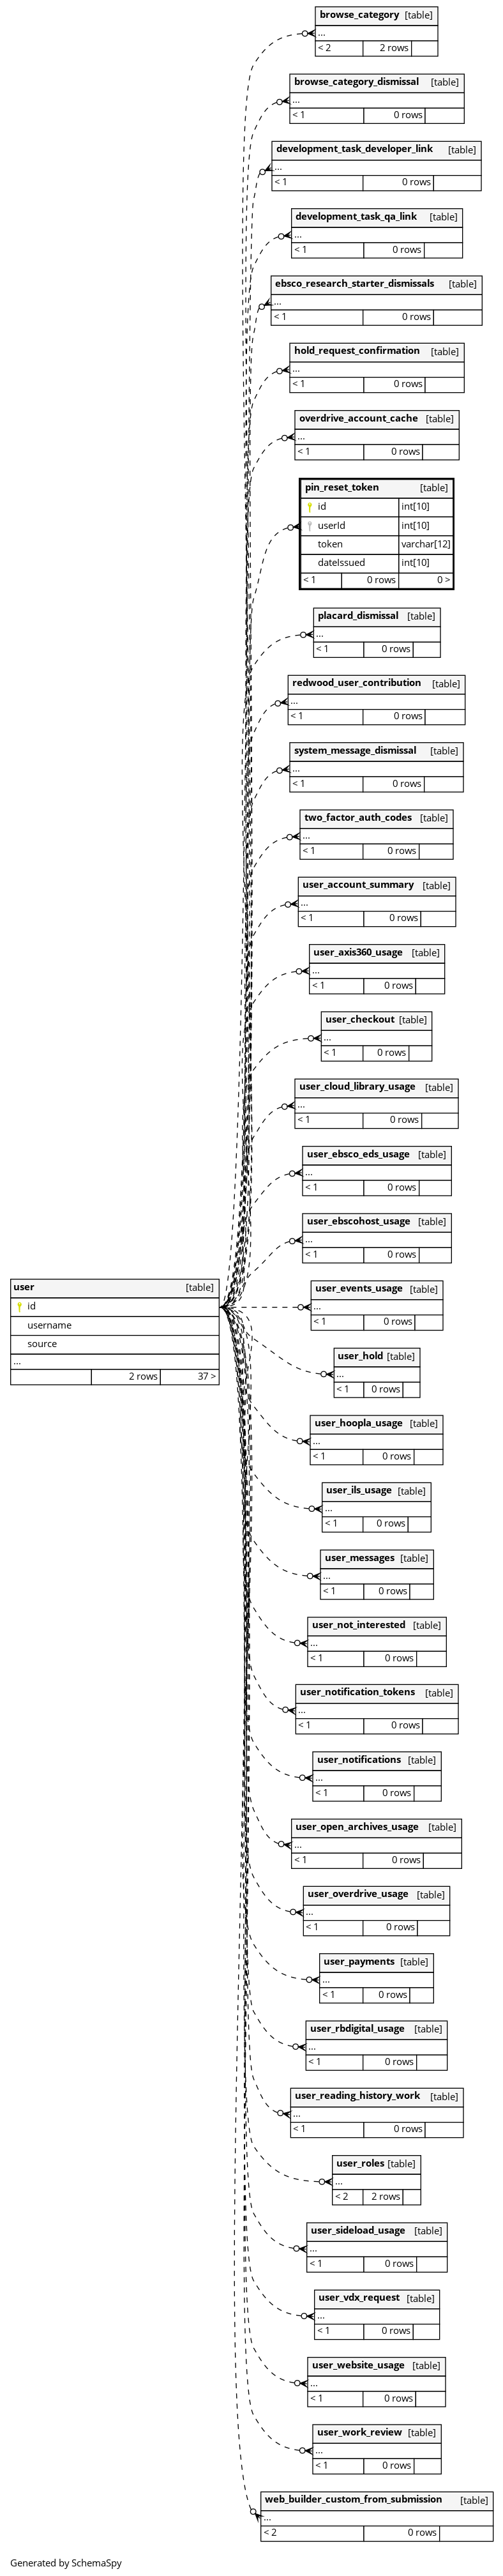 browse_category [table]
...
< 2 2 rows
browse_category_dismissal [table]
...
< 1 0 rows
development_task_developer_link [table]
...
< 1 0 rows
development_task_qa_link [table]
...
< 1 0 rows
ebsco_research_starter_dismissals [table]
...
< 1 0 rows
hold_request_confirmation [table]
...
< 1 0 rows
overdrive_account_cache [table]
...
< 1 0 rows
pin_reset_token [table]
id int[10]
userId int[10]
token varchar[12]
dateIssued int[10]
< 1 0 rows 0 >
placard_dismissal [table]
...
< 1 0 rows
redwood_user_contribution [table]
...
< 1 0 rows
system_message_dismissal [table]
...
< 1 0 rows
two_factor_auth_codes [table]
...
< 1 0 rows
user_account_summary [table]
...
< 1 0 rows
user_axis360_usage [table]
...
< 1 0 rows
user_checkout [table]
...
< 1 0 rows
user_cloud_library_usage [table]
...
< 1 0 rows
user_ebsco_eds_usage [table]
...
< 1 0 rows
user_ebscohost_usage [table]
...
< 1 0 rows
user [table]
id
username
source
...
2 rows 37 >
user_events_usage [table]
...
< 1 0 rows
user_hold [table]
...
< 1 0 rows
user_hoopla_usage [table]
...
< 1 0 rows
user_ils_usage [table]
...
< 1 0 rows
user_messages [table]
...
< 1 0 rows
user_not_interested [table]
...
< 1 0 rows
user_notification_tokens [table]
...
< 1 0 rows
user_notifications [table]
...
< 1 0 rows
user_open_archives_usage [table]
...
< 1 0 rows
user_overdrive_usage [table]
...
< 1 0 rows
user_payments [table]
...
< 1 0 rows
user_rbdigital_usage [table]
...
< 1 0 rows
user_reading_history_work [table]
...
< 1 0 rows
user_roles [table]
...
< 2 2 rows
user_sideload_usage [table]
...
< 1 0 rows
user_vdx_request [table]
...
< 1 0 rows
user_website_usage [table]
...
< 1 0 rows
user_work_review [table]
...
< 1 0 rows
web_builder_custom_from_submission [table]
...
< 2 0 rows
Generated by SchemaSpy